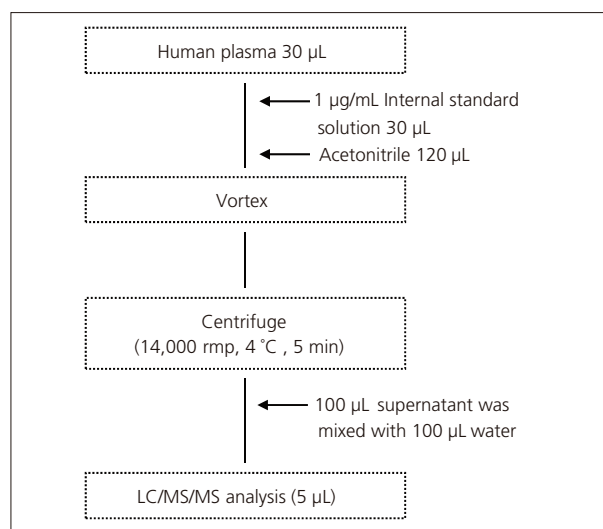 Human plasma 30 μL
1 μg/mL Internal standard
solution 30 μL
Acetonitrile 120 μL
Vortex
Centrifuge
(14,000 rmp, 4 ˚C , 5 min)
100 μL supernatant was
mixed with 100 μL water
LC/MS/MS analysis (5 μL)